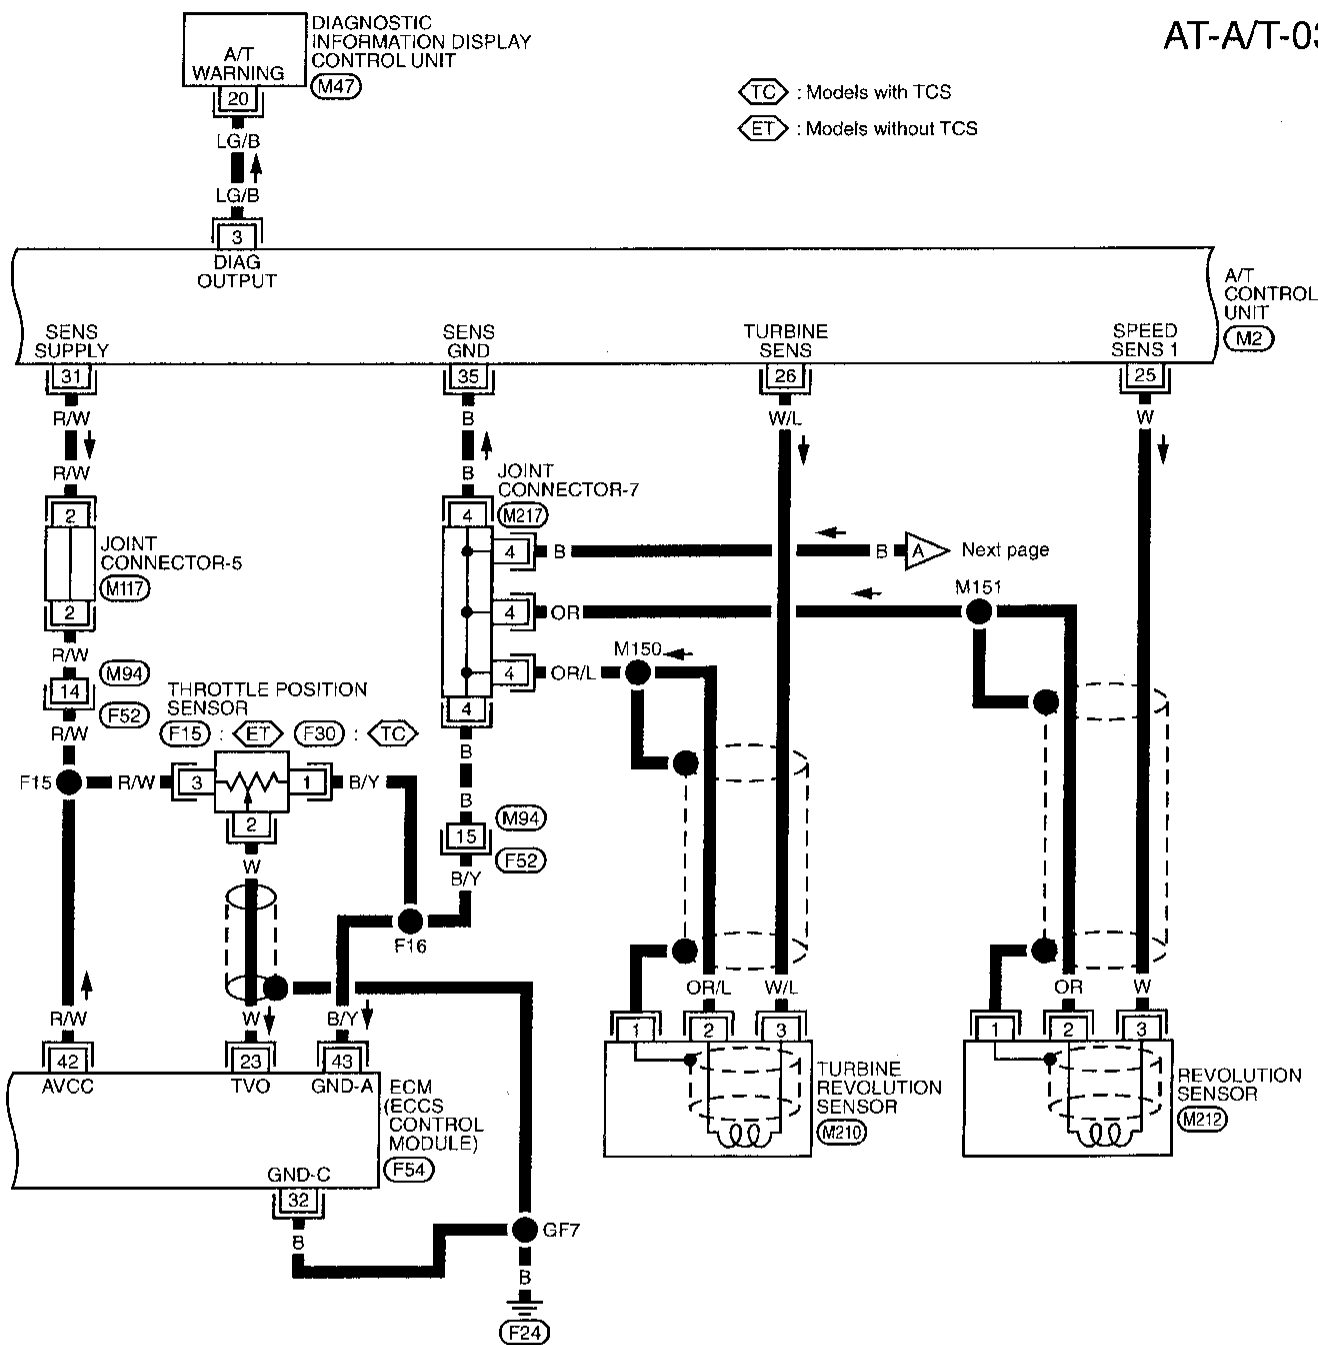 AT-A/T-03
DIAGNOSTIC
INFORMATION DISPLAY
CONTROL UNIT
M47
A/T
WARNING
20
LG/B
LG/B
3
DIAG
OUTPUT
TC : Models with TCS
ET : Models without TCS
A/T
CONTROL
UNIT
M2
SENS
SUPPLY
31
SENS
GND
35
TURBINE
SENS
26
SPEED
SENS 1
25
R/W
B
W/L
W
R/W
B
JOINT
CONNECTOR-7
M217
2
4
JOINT
CONNECTOR-5
M117
2
4
B
B
A
Next page
4
OR
M151
4
OR/L
M150
4
R/W
M94
14
F52
R/W
THROTTLE POSITION
SENSOR
F15 : ET F30 : TC
F15
R/W
3
1
B/Y
2
W
B
B
M94
15
F52
B/Y
F16
R/W
W
B/Y
OR/L
W/L
OR
W
42
23
43
1
2
3
1
2
3
AVCC
TVO
GND-A
ECM
(ECCS
CONTROL
MODULE)
F54
TURBINE
REVOLUTION
SENSOR
M210
REVOLUTION
SENSOR
M212
GND-C
32
B
GF7
B
F24